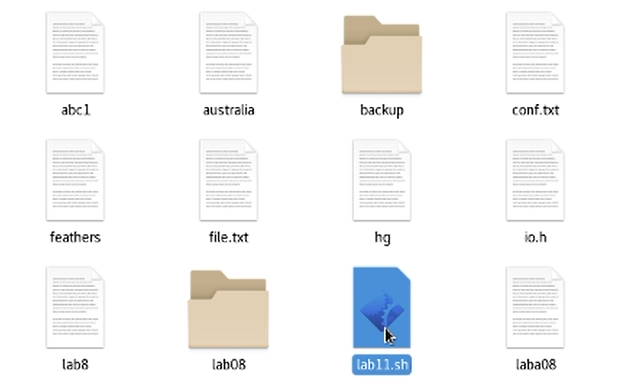 abc1
australia
backup
conf.txt
feathers
file.txt
hg
io.h
lab8
lab08
lab11.sh
laba08